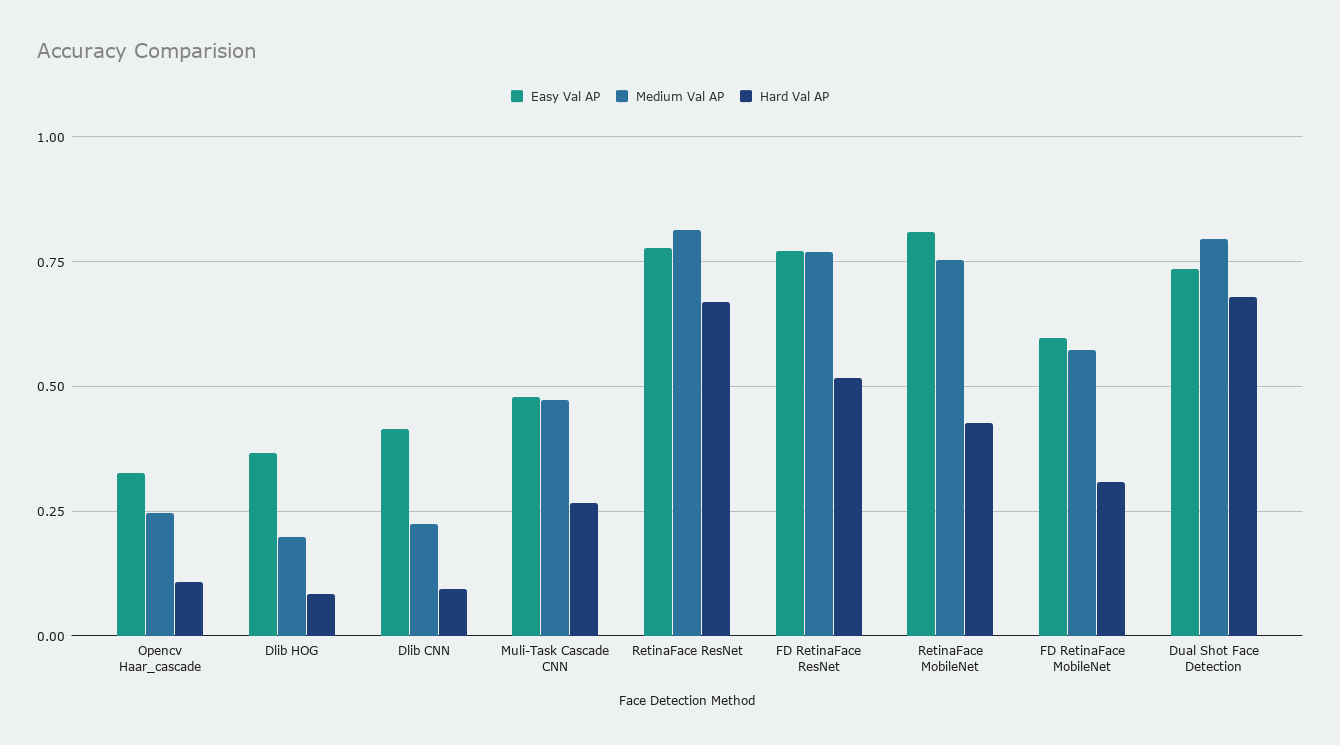 Accuracy Comparision
Easy Val AP Medium Val AP Hard Val AP
1.00
0.75
0.50
0.25
0.00
Opencv
Haar_cascade
Dlib HOG
Dlib CNN
Muli-Task Cascade
CNN
RetinaFace ResNet
FD RetinaFace
ResNet
RetinaFace
MobileNet
FD RetinaFace
MobileNet
Dual Shot Face
Detection
Face Detection Method